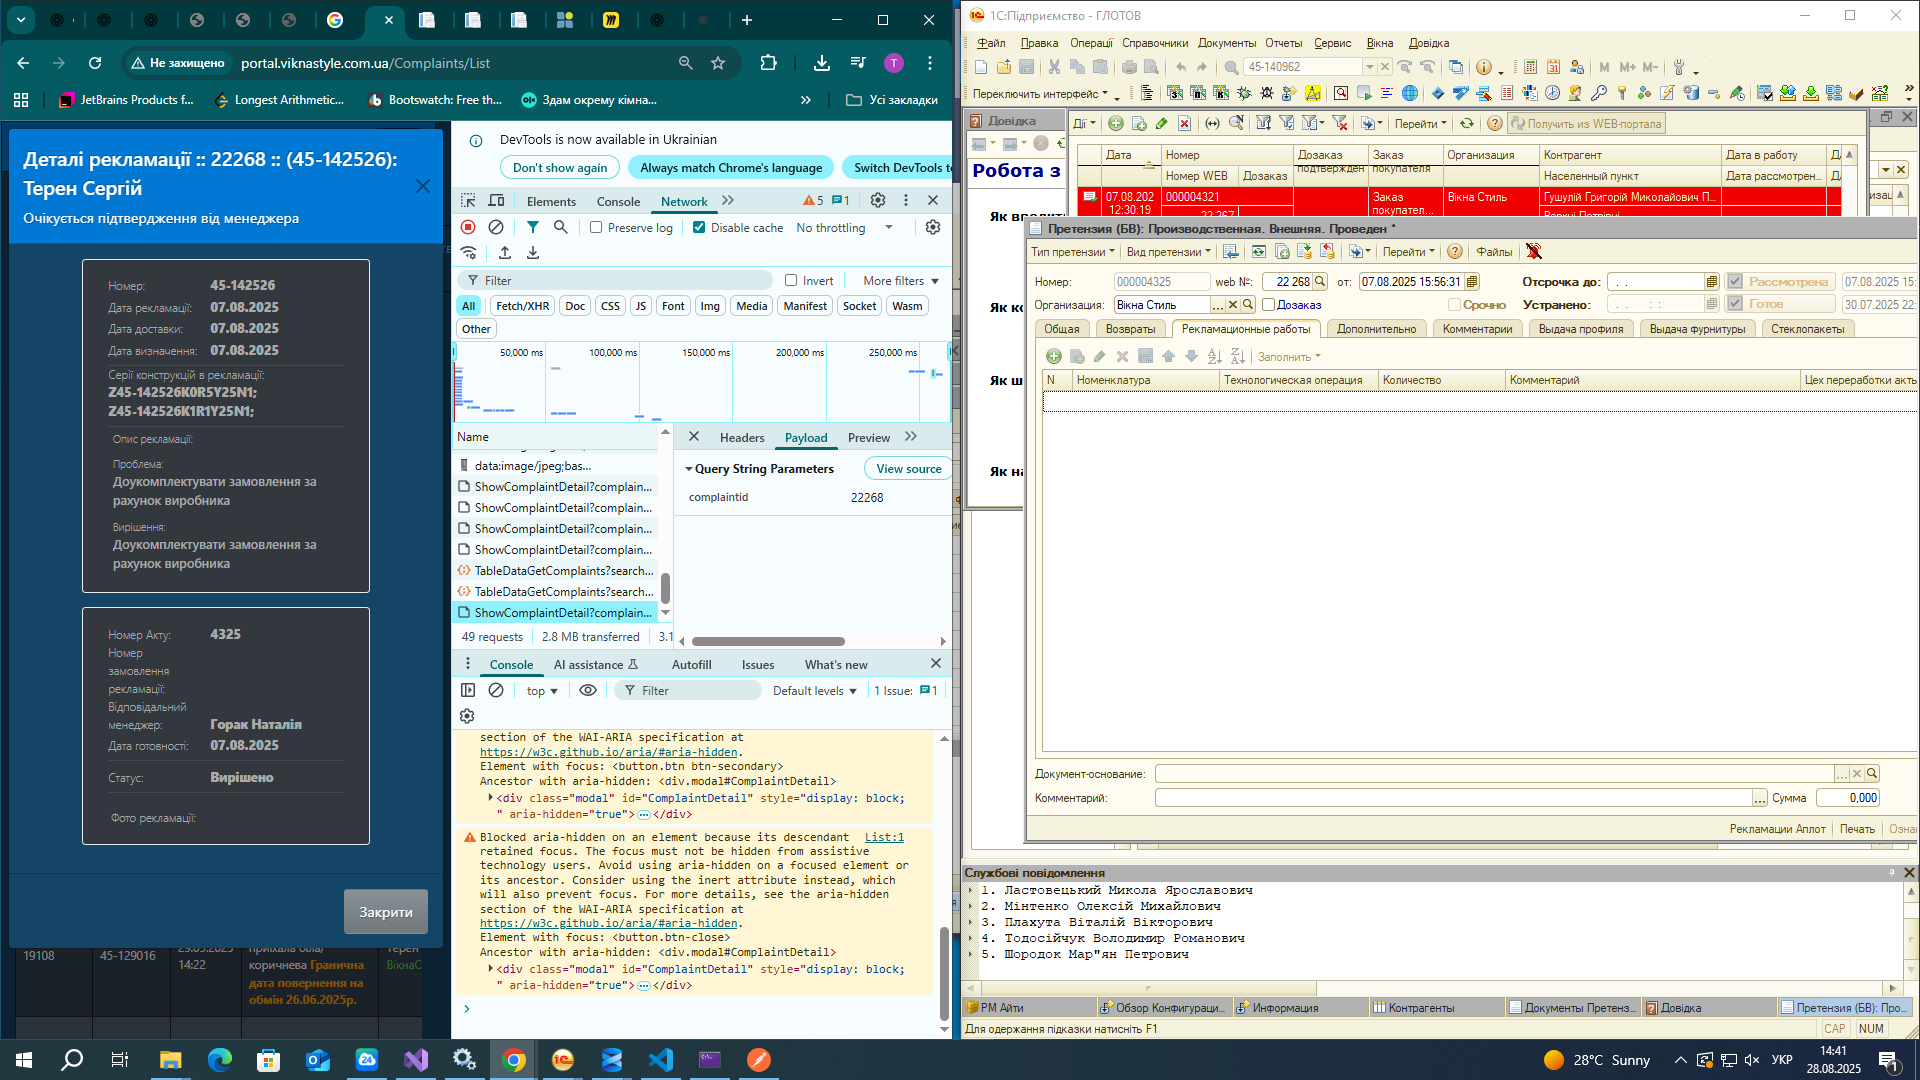 Не захищено
portal.viknastyle.com.ua/Complaints/List
T
JetBrains Products f...
Longest Arithmetic...
Bootswatch: Free th...
Здам окрему кімна...
»
Усі закладки
Деталі рекламації :: 22268 :: (45-142526):
Терен Сергій
Очікується підтвердження від менеджера
Номер: 45-142526
Дата рекламації: 07.08.2025
Дата доставки: 07.08.2025
Дата визначення: 07.08.2025
Серії конструкцій в рекламації:
Z45-142526K0R5Y25N1;
Z45-142526K1R1Y25N1;
Опис рекламації:
Проблема:
Доукомплектувати замовлення за
рахунок виробника
Вирішення:
Доукомплектувати замовлення за
рахунок виробника
Номер Акту: 4325
Номер
замовлення
рекламації:
Відповідальний
менеджер: Горак Наталія
Дата готовності: 07.08.2025
Статус: Вирішено
Фото рекламації:
Закрити
19108
45-129016
14:22
коричнева Гранична
дата повернення на
обмін 26.06.2025р.
DevTools is now available in Ukrainian
Don't show again
Always match Chrome's language
Switch DevTools t
Elements
Console
Network
»
5
1
Preserve log
Disable cache
No throttling
Filter
Invert
More filters
All
Fetch/XHR
Doc
CSS
JS
Font
Img
Media
Manifest
Socket
Wasm
Other
50,000 ms
100,000 ms
150,000 ms
200,000 ms
250,000 ms
Name
data:image/jpeg;bas...
ShowComplaintDetail?complain...
ShowComplaintDetail?complain...
ShowComplaintDetail?complain...
ShowComplaintDetail?complain...
TableDataGetComplaints?search...
TableDataGetComplaints?search...
ShowComplaintDetail?complain...
49 requests
2.8 MB transferred
3.1
Headers
Payload
Preview
»
Query String Parameters
View source
complaintid 22268
Console
AI assistance
Autofill
Issues
What's new
top
Filter
Default levels
1 Issue:
1
section of the WAI-ARIA specification at
https://w3c.github.io/aria/#aria-hidden.
Element with focus: <button.btn btn-secondary>
Ancestor with aria-hidden: <div.modal#ComplaintDetail>
<div class="modal" id="ComplaintDetail" style="display: block;
" aria-hidden="true">⋯</div>
Blocked aria-hidden on an element because its descendant List:1
retained focus. The focus must not be hidden from assistive
technology users. Avoid using aria-hidden on a focused element or
its ancestor. Consider using the inert attribute instead, which
will also prevent focus. For more details, see the aria-hidden
section of the WAI-ARIA specification at
https://w3c.github.io/aria/#aria-hidden.
Element with focus: <button.btn-close>
Ancestor with aria-hidden: <div.modal#ComplaintDetail>
<div class="modal" id="ComplaintDetail" style="display: block;
" aria-hidden="true">⋯</div>
1С:Підприємство - ГЛОТОВ
Файл
Правка
Операції
Справочники
Документы
Отчеты
Сервис
Вікна
Довідка
45-140962
M M+ M-
Переключить интерфейс
Довідка
Робота з
Як вводити
Як ко
Як ш
Як на
Дії
Перейти
Получить из WEB-портала
Дата
Номер
Дозаказ подтвержден
Заказ покупателя
Организация
Контрагент
Дата в работу
Номер WEB
Дозаказ
Населенный пункт
Дата рассмотрен...
07.08.202
12:30:19
000004321
22 267
Заказ покупател...
Вікна Стиль
Гушулій Григорій Миколайович П...
Претензия (БВ): Производственная. Внешняя. Проведен *
Тип претензии
Вид претензии
Перейти
Файлы
Номер: 000004325
web №: 22 268
от: 07.08.2025 15:56:31
Отсрочка до: . .
Рассмотрена
07.08.2025 15:
Организация: Вікна Стиль
Дозаказ
Срочно
Устранено: . . : :
Готов
30.07.2025 22:
Общая
Возвраты
Рекламационные работы
Дополнительно
Комментарии
Выдача профиля
Выдача фурнитуры
Стеклопакеты
Заполнить
N
Номенклатура
Технологическая операция
Количество
Комментарий
Цех переработки акть
Документ-основание:
Комментарий:
Сумма 0,000
Рекламации Аплот
Печать
Озна
Службові повідомлення
1. Ластовецький Микола Ярославович
2. Мінтенко Олексій Михайлович
3. Плахута Віталій Вікторович
4. Тодосійчук Володимир Романович
5. Шородок Мар"ян Петрович
РМ Айти
Обзор Конфигураци...
Информация
Контрагенты
Документы Претенз...
Довідка
Претензия (БВ): Про...
Для одержання підказки натисніть F1
CAP
NUM
28°C Sunny
УКР
14:41
28.08.2025
1